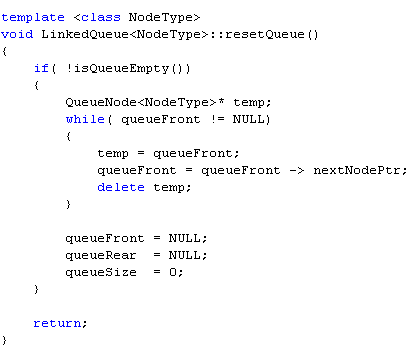 template <class NodeType>
void LinkedQueue<NodeType>::resetQueue()
{
    if( !isQueueEmpty())
    {
        QueueNode<NodeType>* temp;
        while( queueFront != NULL)
        {
            temp = queueFront;
            queueFront = queueFront -> nextNodePtr;
            delete temp;
        }

        queueFront = NULL;
        queueRear  = NULL;
        queueSize  = 0;
    }

    return;
}